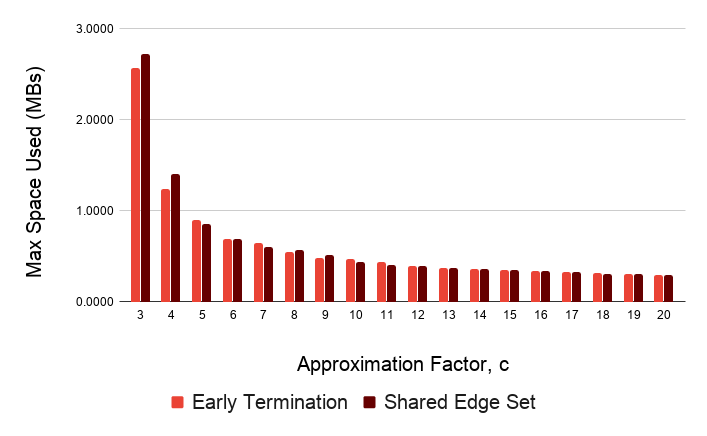 3.0000
2.0000
1.0000
0.0000
Max Space Used (MBs)
3 4 5 6 7 8 9 10 11 12 13 14 15 16 17 18 19 20
Approximation Factor, c
Early Termination Shared Edge Set